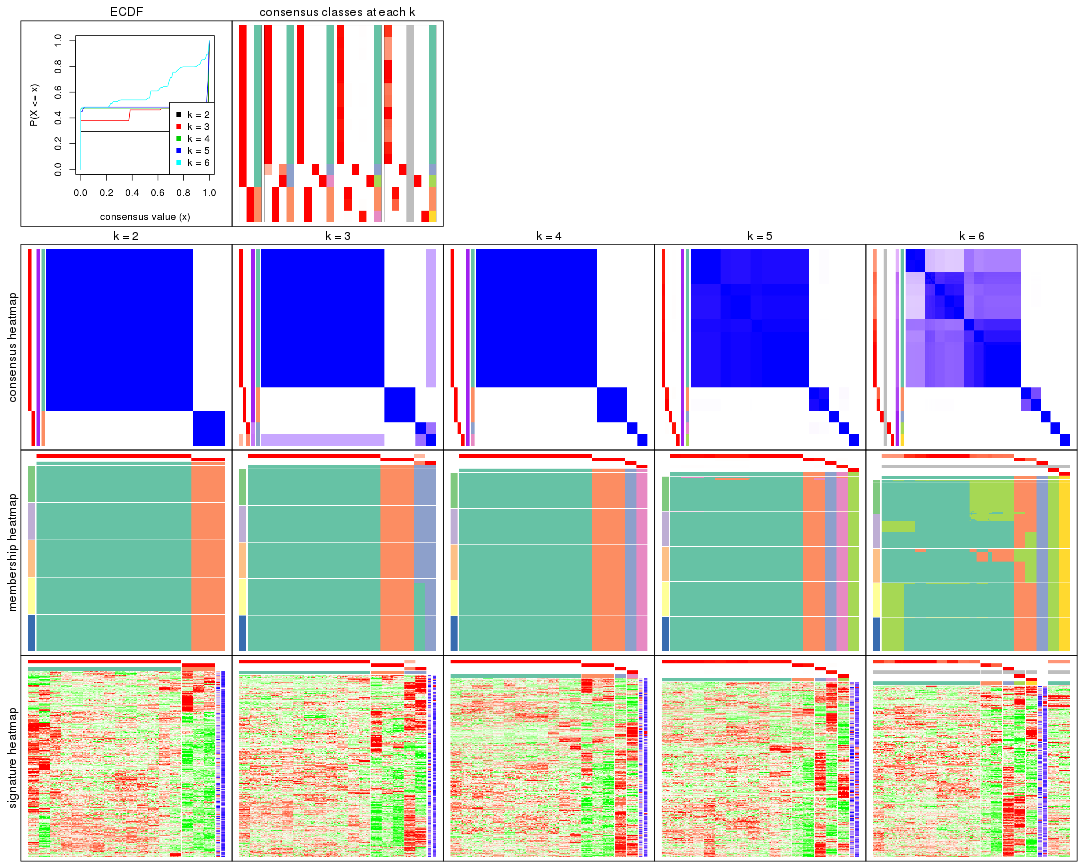 ECDF
consensus classes at each k
P(X <= x)
1.0
0.8
0.6
0.4
0.2
0.0
k = 2
k = 3
k = 4
k = 5
k = 6
0.0 0.2 0.4 0.6 0.8 1.0
consensus value (x)
k = 2
k = 3
k = 4
k = 5
k = 6
consensus heatmap
membership heatmap
signature heatmap